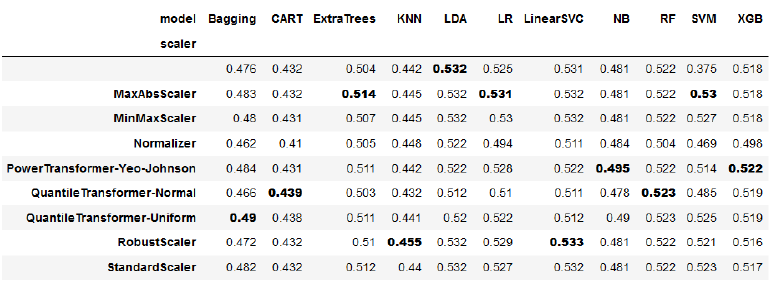 model Bagging CART ExtraTrees KNN LDA LR LinearSVC NB RF SVM XGB
scaler
0.476 0.432 0.504 0.442 0.532 0.525 0.531 0.481 0.522 0.375 0.518
MaxAbsScaler 0.483 0.432 0.514 0.445 0.532 0.531 0.532 0.481 0.522 0.53 0.518
MinMaxScaler 0.48 0.431 0.507 0.445 0.532 0.53 0.532 0.481 0.522 0.527 0.518
Normalizer 0.462 0.41 0.505 0.448 0.522 0.494 0.511 0.484 0.504 0.469 0.498
PowerTransformer-Yeo-Johnson 0.484 0.431 0.511 0.442 0.522 0.528 0.522 0.495 0.522 0.514 0.522
QuantileTransformer-Normal 0.466 0.439 0.503 0.432 0.512 0.51 0.511 0.478 0.523 0.485 0.519
QuantileTransformer-Uniform 0.49 0.438 0.511 0.441 0.52 0.522 0.512 0.49 0.523 0.525 0.519
RobustScaler 0.472 0.432 0.51 0.455 0.532 0.529 0.533 0.481 0.522 0.521 0.516
StandardScaler 0.482 0.432 0.512 0.44 0.532 0.527 0.532 0.481 0.522 0.523 0.517